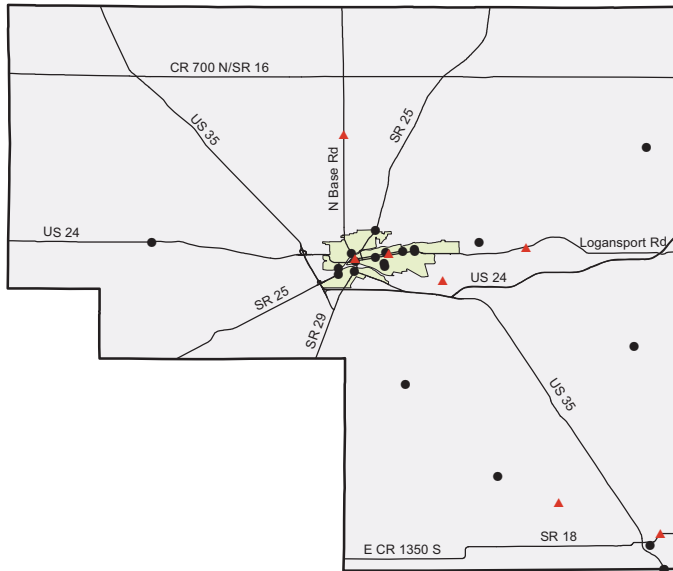 CR 700 N/SR 16
US 35
SR 25
N Base Rd
US 24
Logansport Rd
US 24
SR 25
SR 29
US 35
SR 18
E CR 1350 S